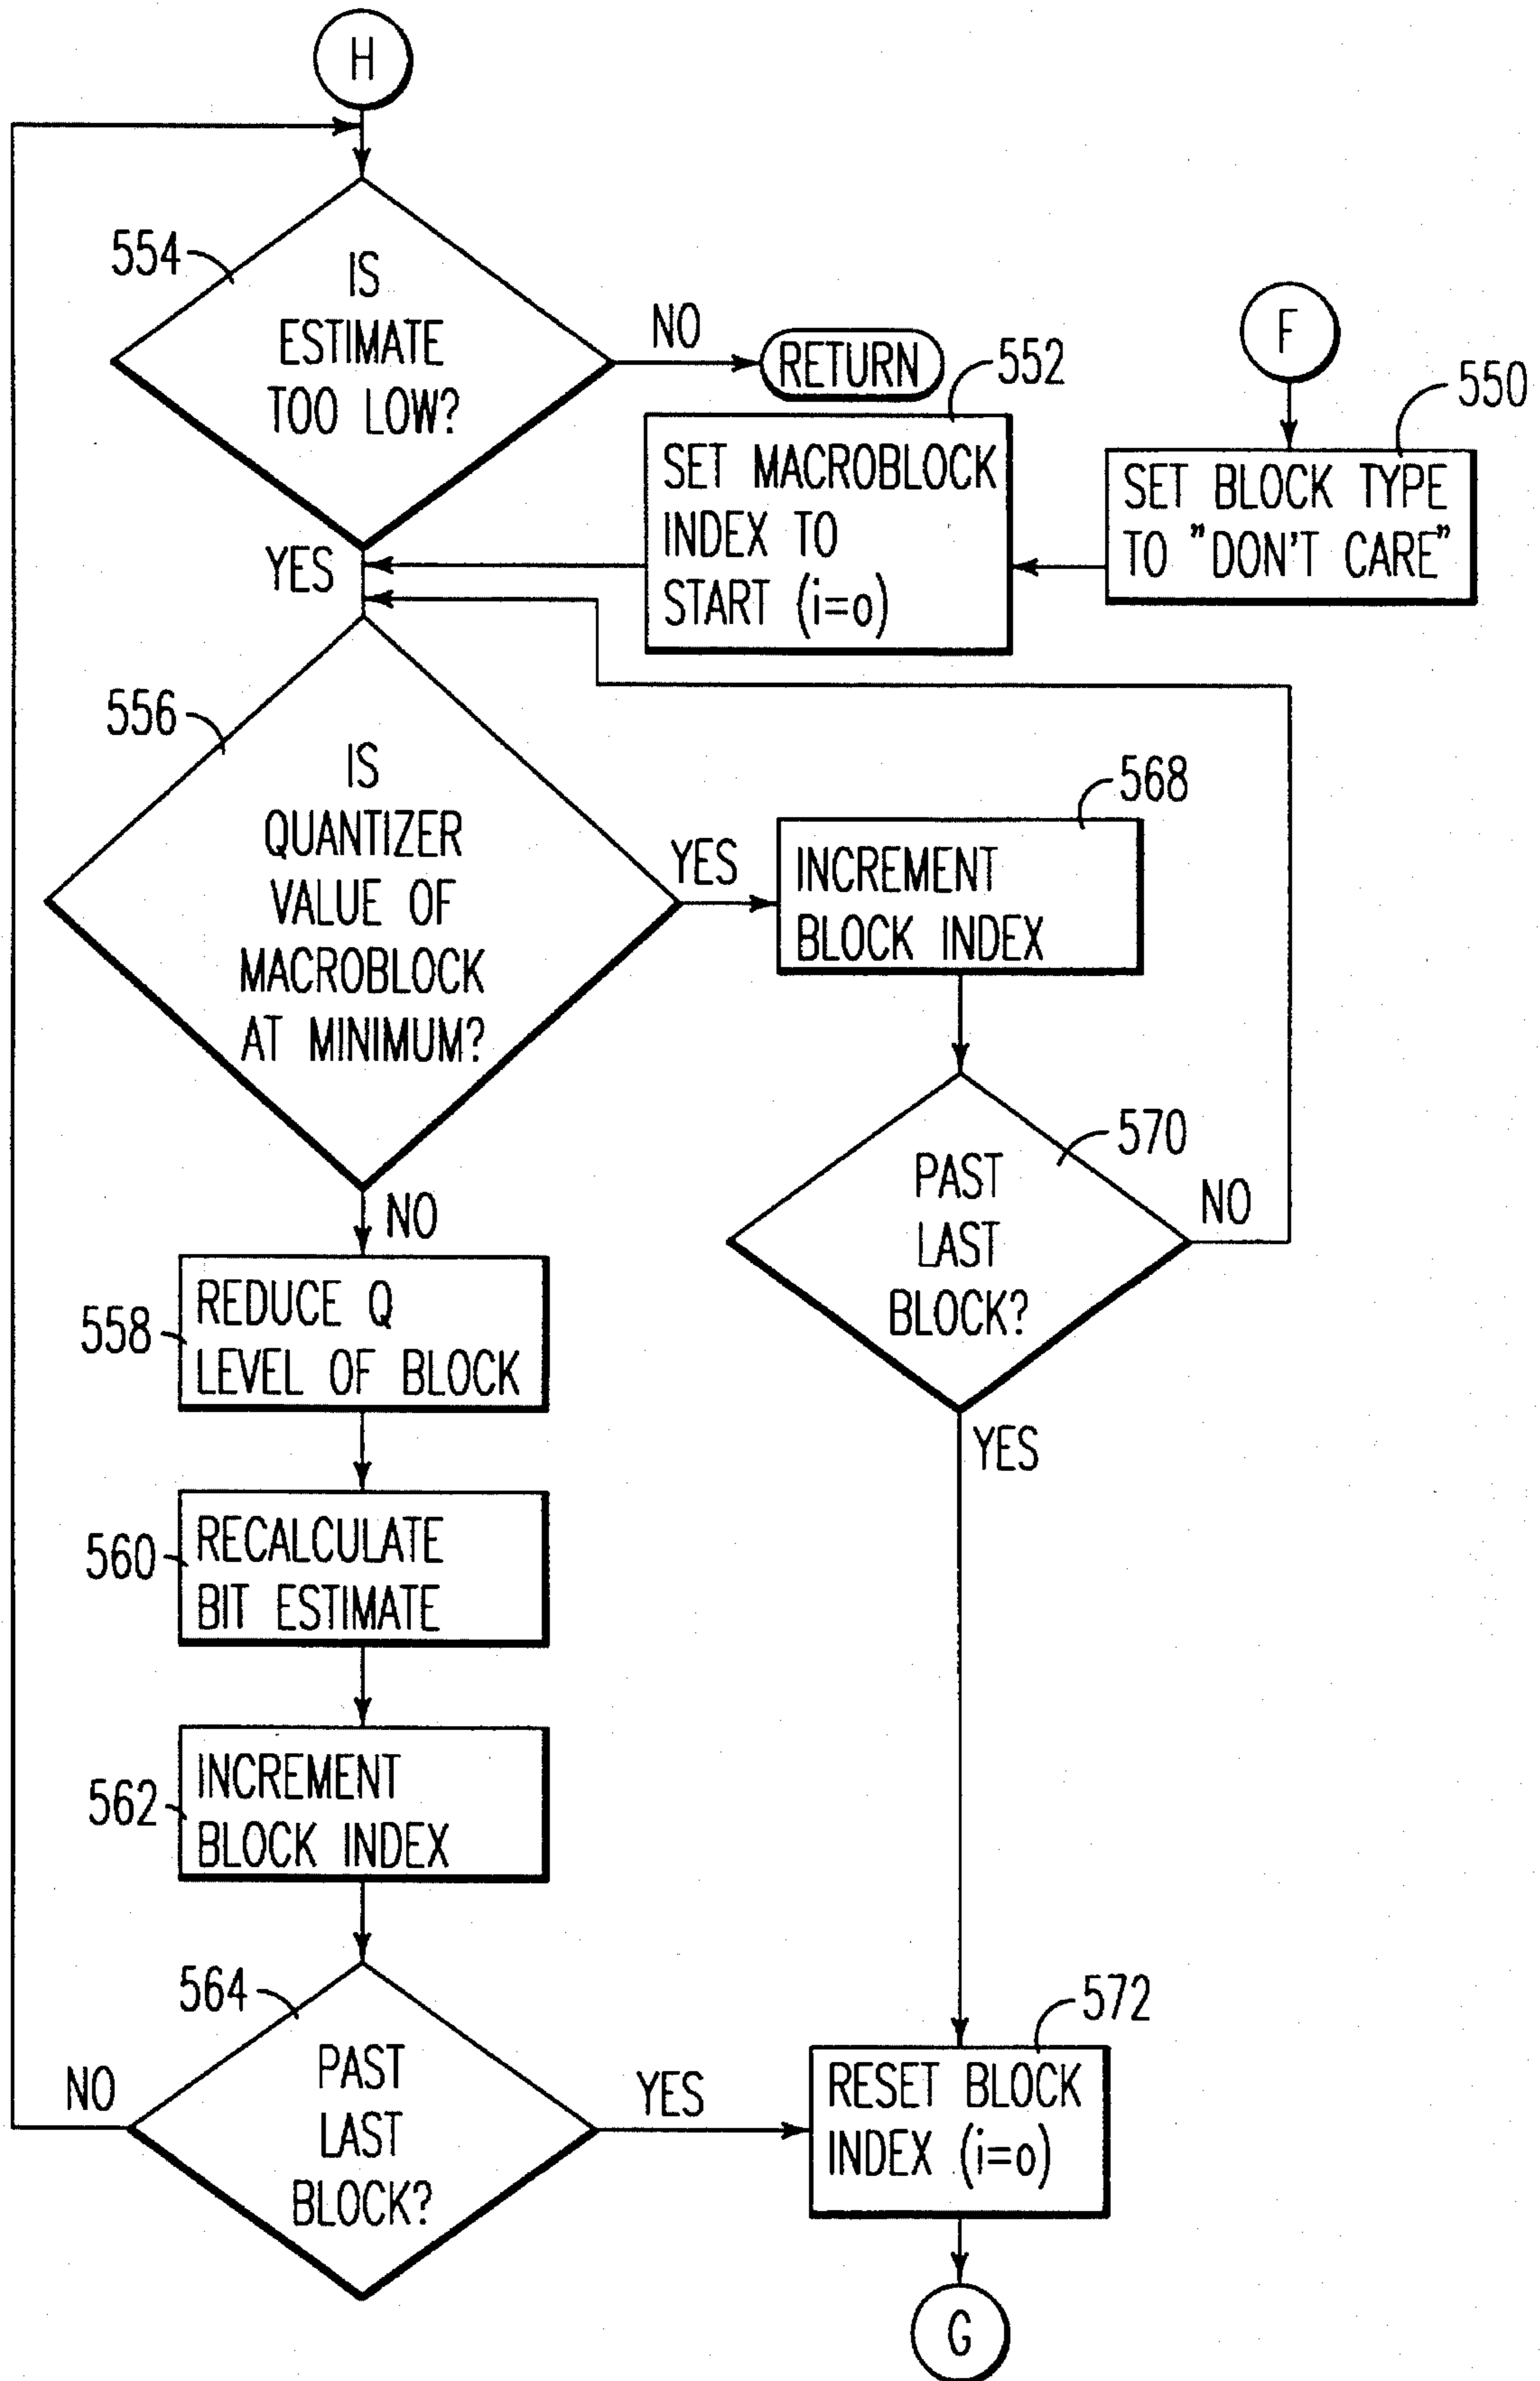 H
554
IS
ESTIMATE
TOO LOW?
NO
RETURN
YES
F
550
SET BLOCK TYPE
TO "DON'T CARE"
552
SET MACROBLOCK
INDEX TO
START (i=o)
556
IS
QUANTIZER
VALUE OF
MACROBLOCK
AT MINIMUM?
YES
NO
568
INCREMENT
BLOCK INDEX
570
PAST
LAST
BLOCK?
NO
YES
558
REDUCE Q
LEVEL OF BLOCK
560
RECALCULATE
BIT ESTIMATE
562
INCREMENT
BLOCK INDEX
564
PAST
LAST
BLOCK?
NO
YES
572
RESET BLOCK
INDEX (i=o)
G